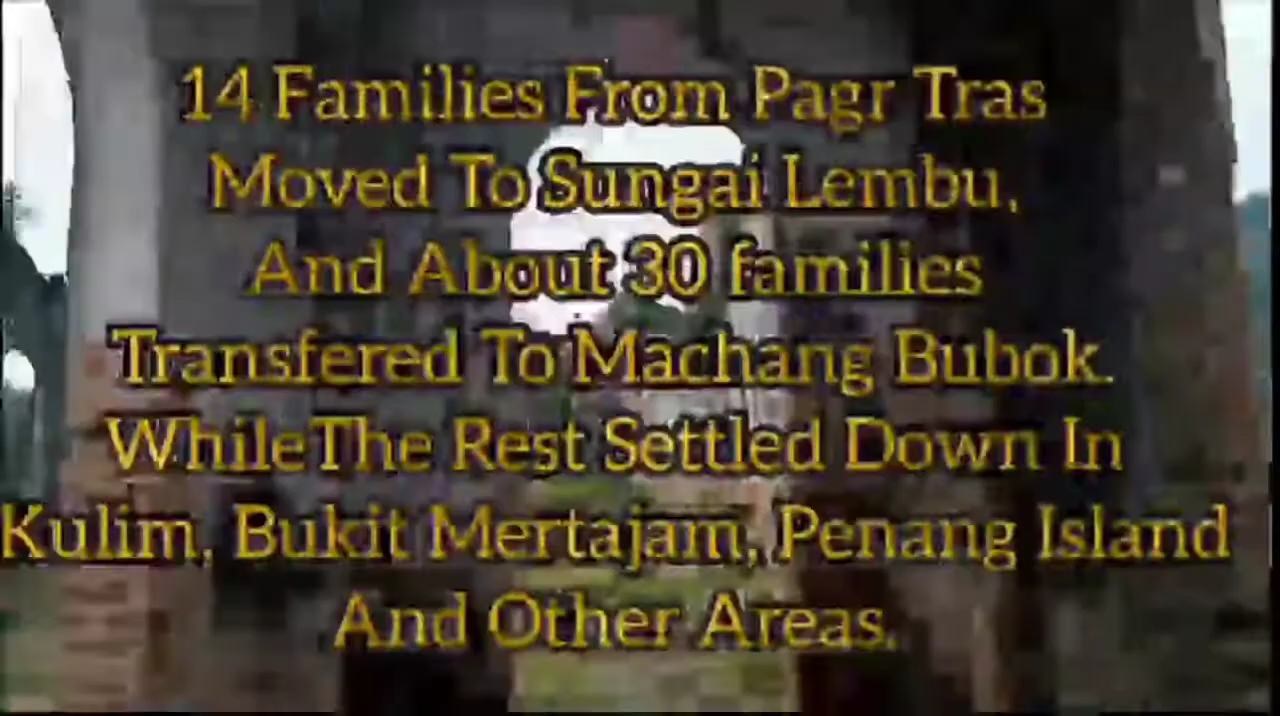 14 Families From Pagr Tras
Moved To Sungai Lembu,
And About 30 families
Transfered To Machang Bubok.
WhileThe Rest Settled Down In
Kulim, Bukit Mertajam, Penang Island
And Other Areas.